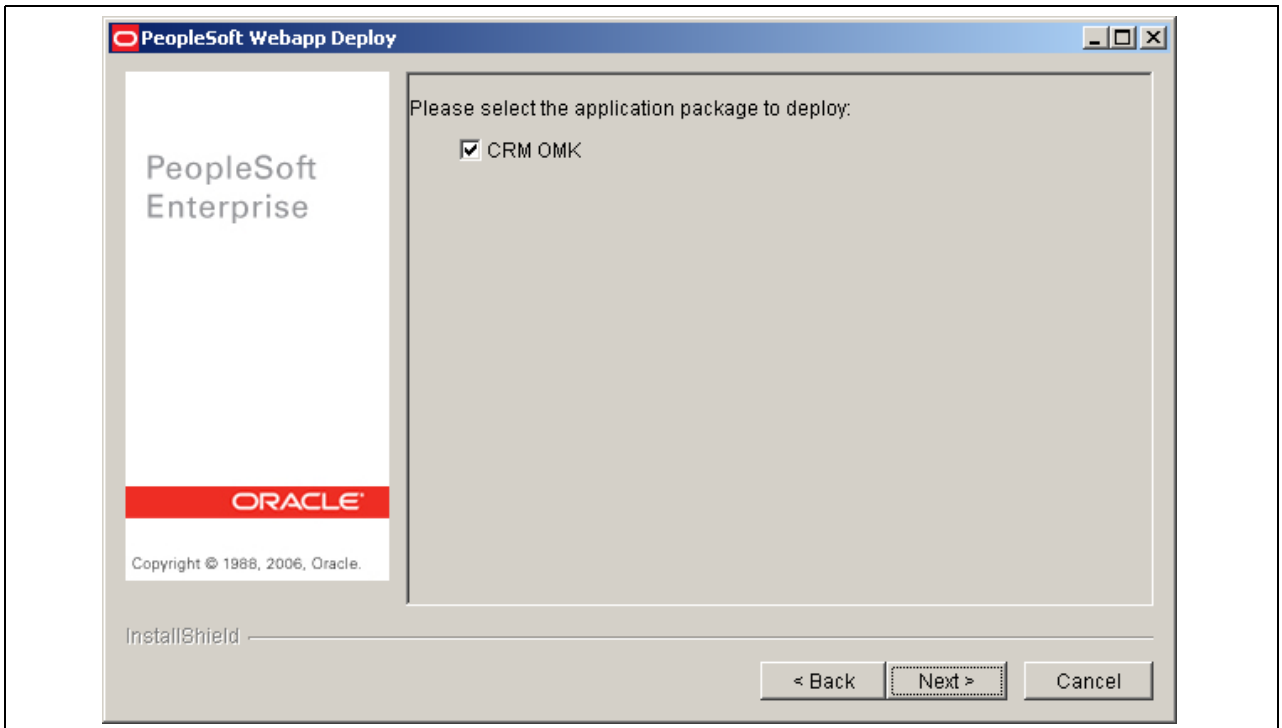 PeopleSoft Webapp Deploy
PeopleSoft
Enterprise
ORACLE®
Copyright © 1988, 2006, Oracle.
Please select the application package to deploy:
CRM OMK
InstallShield
< Back
Next >
Cancel